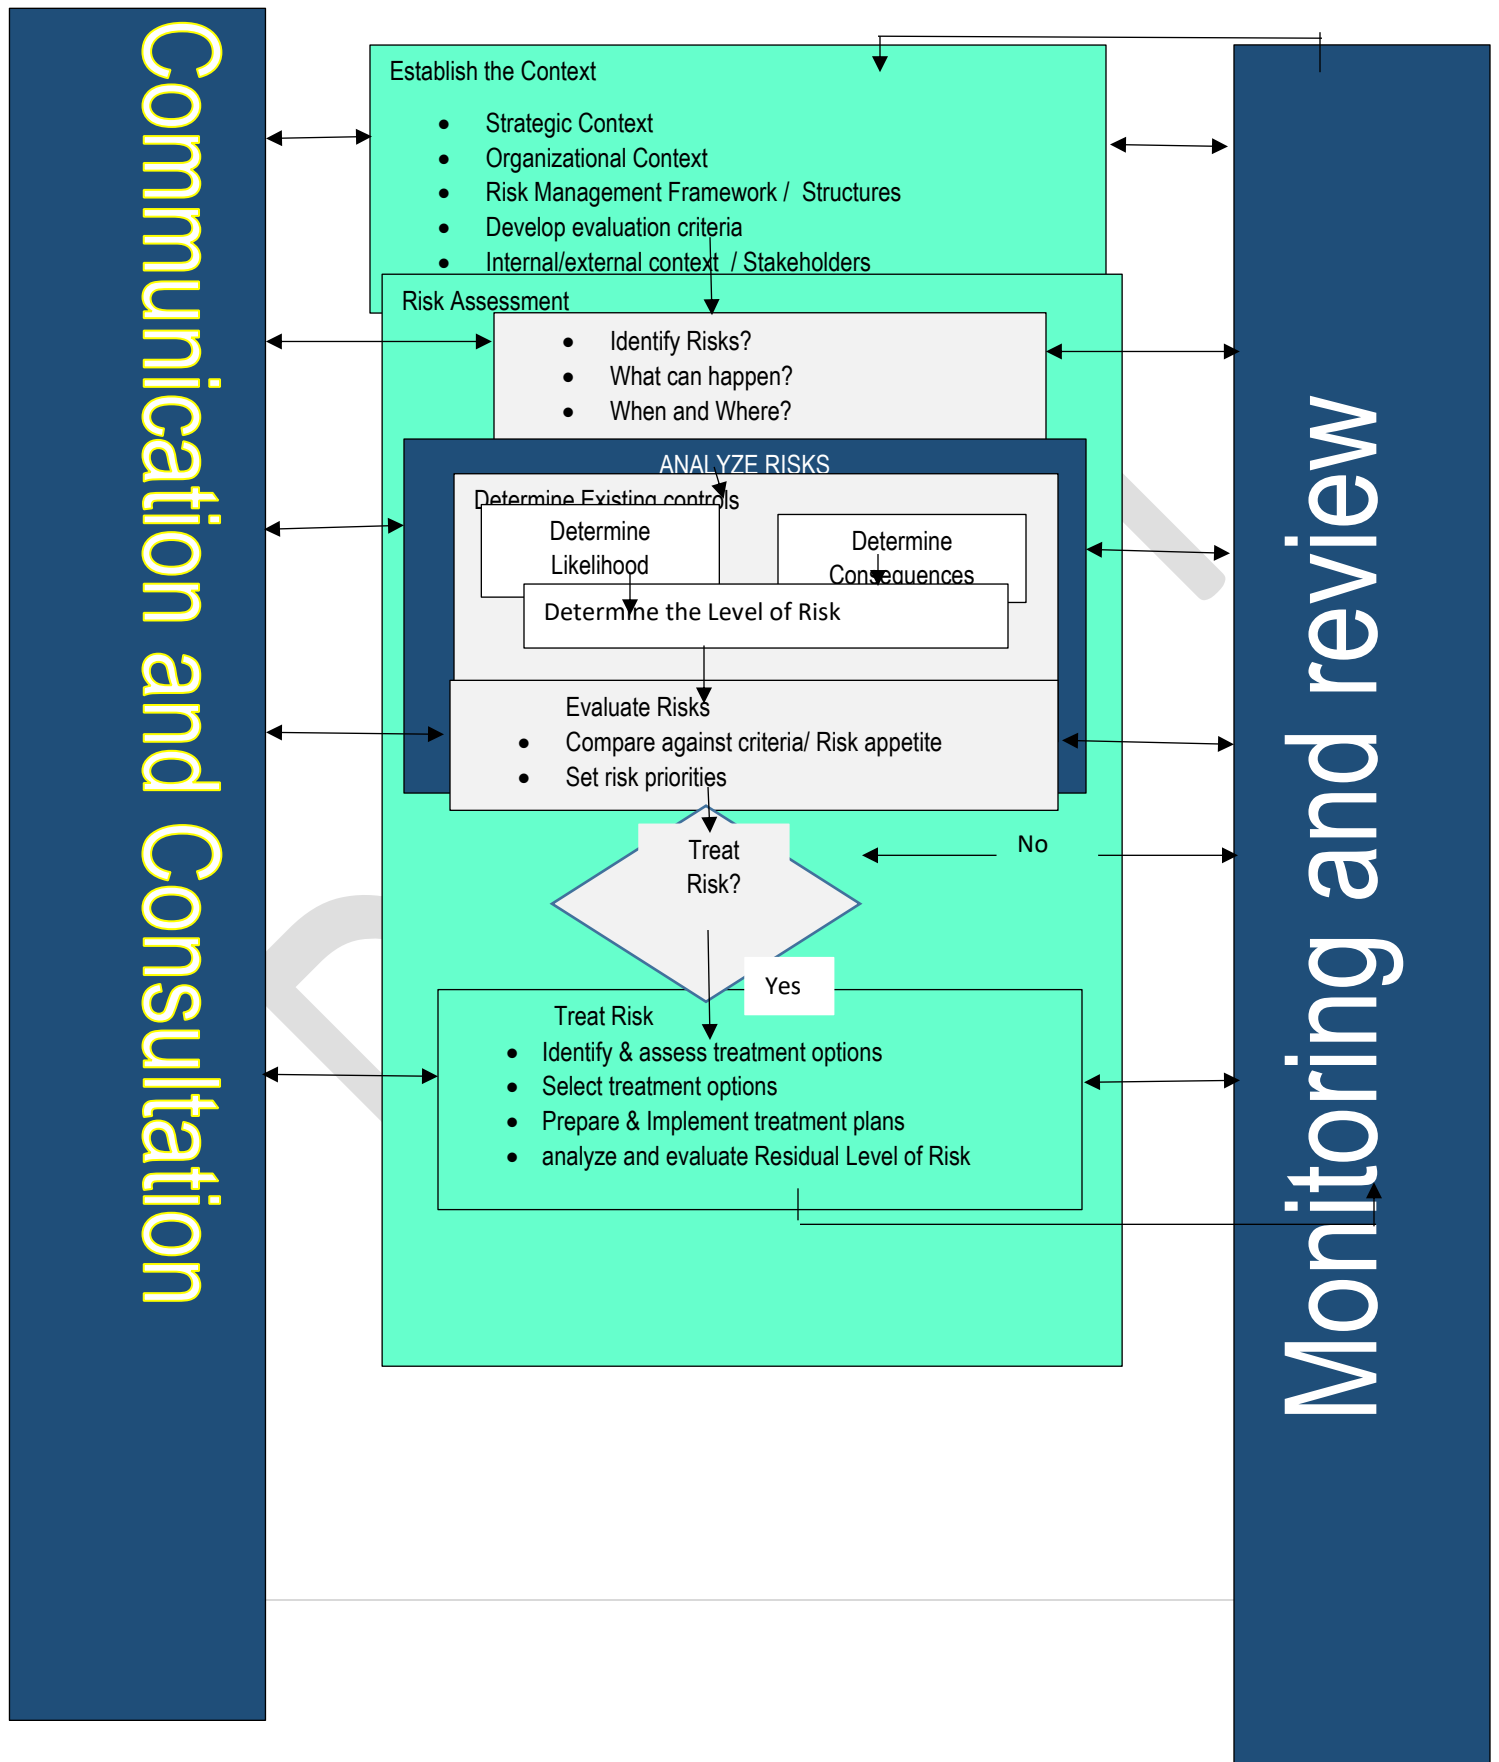 Communication and Consultation
Establish the Context
• Strategic Context
• Organizational Context
• Risk Management Framework / Structures
• Develop evaluation criteria
• Internal/external context / Stakeholders
Risk Assessment
• Identify Risks?
• What can happen?
• When and Where?
ANALYZE RISKS
Determine Existing controls
Determine
Likelihood
Determine
Consequences
Determine the Level of Risk
Evaluate Risks
• Compare against criteria/ Risk appetite
• Set risk priorities
Treat
Risk?
No
Yes
Treat Risk
• Identify & assess treatment options
• Select treatment options
• Prepare & Implement treatment plans
• analyze and evaluate Residual Level of Risk
Monitoring and review